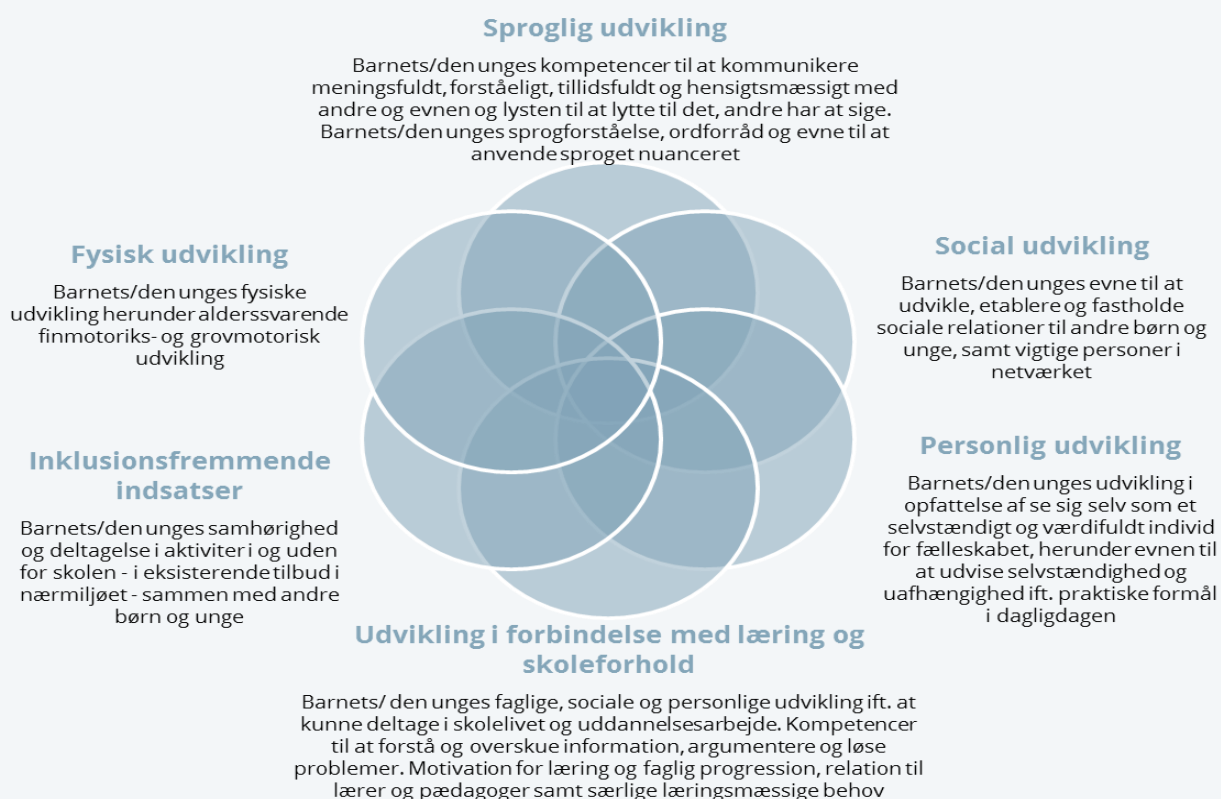 Sproglig udvikling
Barnets/den unges kompetencer til at kommunikere
meningsfuldt, forståeligt, tillidsfuldt og hensigtsmæssigt med
andre og evnen og lysten til at lytte til det, andre har at sige.
Barnets/den unges sprogforståelse, ordforråd og evne til at
anvende sproget nuanceret
Social udvikling
Barnets/den unges evne til at
udvikle, etablere og fastholde
sociale relationer til andre børn og
unge, samt vigtige personer i
netværket
Personlig udvikling
Barnets/den unges udvikling i
opfattelse af se sig selv som et
selvstændigt og værdifuldt individ
for fælleskabet, herunder evnen til
at udvise selvstændighed og
uafhængighed ift. praktiske formål
i dagligdagen
Udvikling i forbindelse med læring og
skoleforhold
Barnets/ den unges faglige, sociale og personlige udvikling ift. at
kunne deltage i skolelivet og uddannelsesarbejde. Kompetencer
til at forstå og overskue information, argumentere og løse
problemer. Motivation for læring og faglig progression, relation til
lærer og pædagoger samt særlige læringsmæssige behov
Inklusionsfremmende
indsatser
Barnets/den unges samhørighed
og deltagelse i aktiviter i og uden
for skolen - i eksisterende tilbud i
nærmiljøet - sammen med andre
børn og unge
Fysisk udvikling
Barnets/den unges fysiske
udvikling herunder alderssvarende
finmotoriks- og grovmotorisk
udvikling